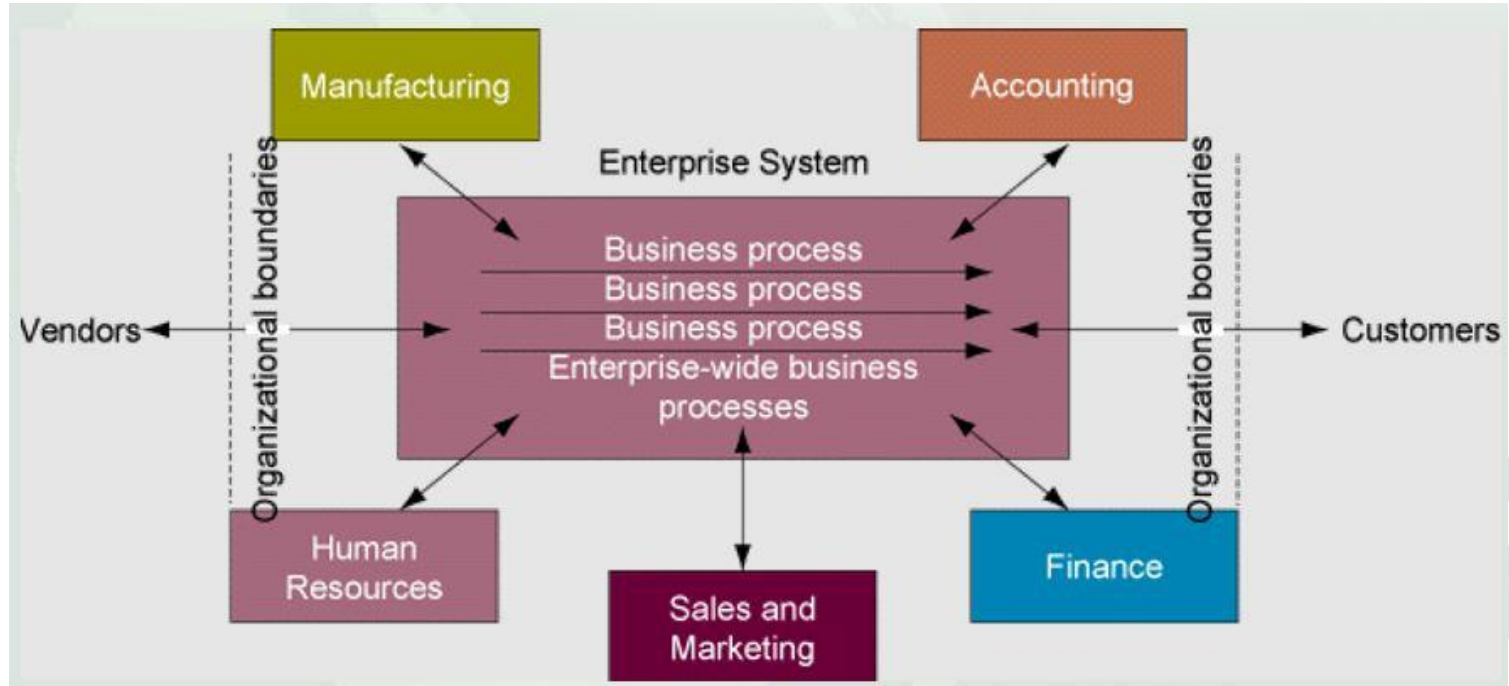 Manufacturing
Accounting
Enterprise System
Organizational boundaries
Organizational boundaries
Business process
Business process
Business process
Enterprise-wide business
processes
Vendors
Customers
Human
Resources
Sales and
Marketing
Finance